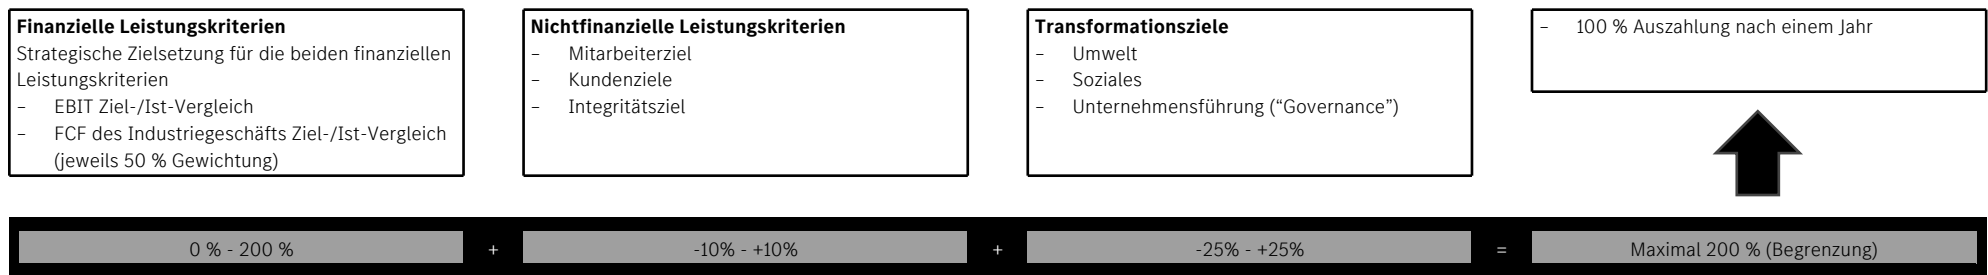 Finanzielle Leistungskriterien
Strategische Zielsetzung für die beiden finanziellen
Leistungskriterien
– EBIT Ziel-/Ist-Vergleich
– FCF des Industriegeschäfts Ziel-/Ist-Vergleich
(jeweils 50 % Gewichtung)
Nichtfinanzielle Leistungskriterien
– Mitarbeiterziel
– Kundenziele
– Integritätsziel
Transformationsziele
– Umwelt
– Soziales
– Unternehmensführung (“Governance”)
– 100 % Auszahlung nach einem Jahr
0 % - 200 % + -10% - +10% + -25% - +25% = Maximal 200 % (Begrenzung)